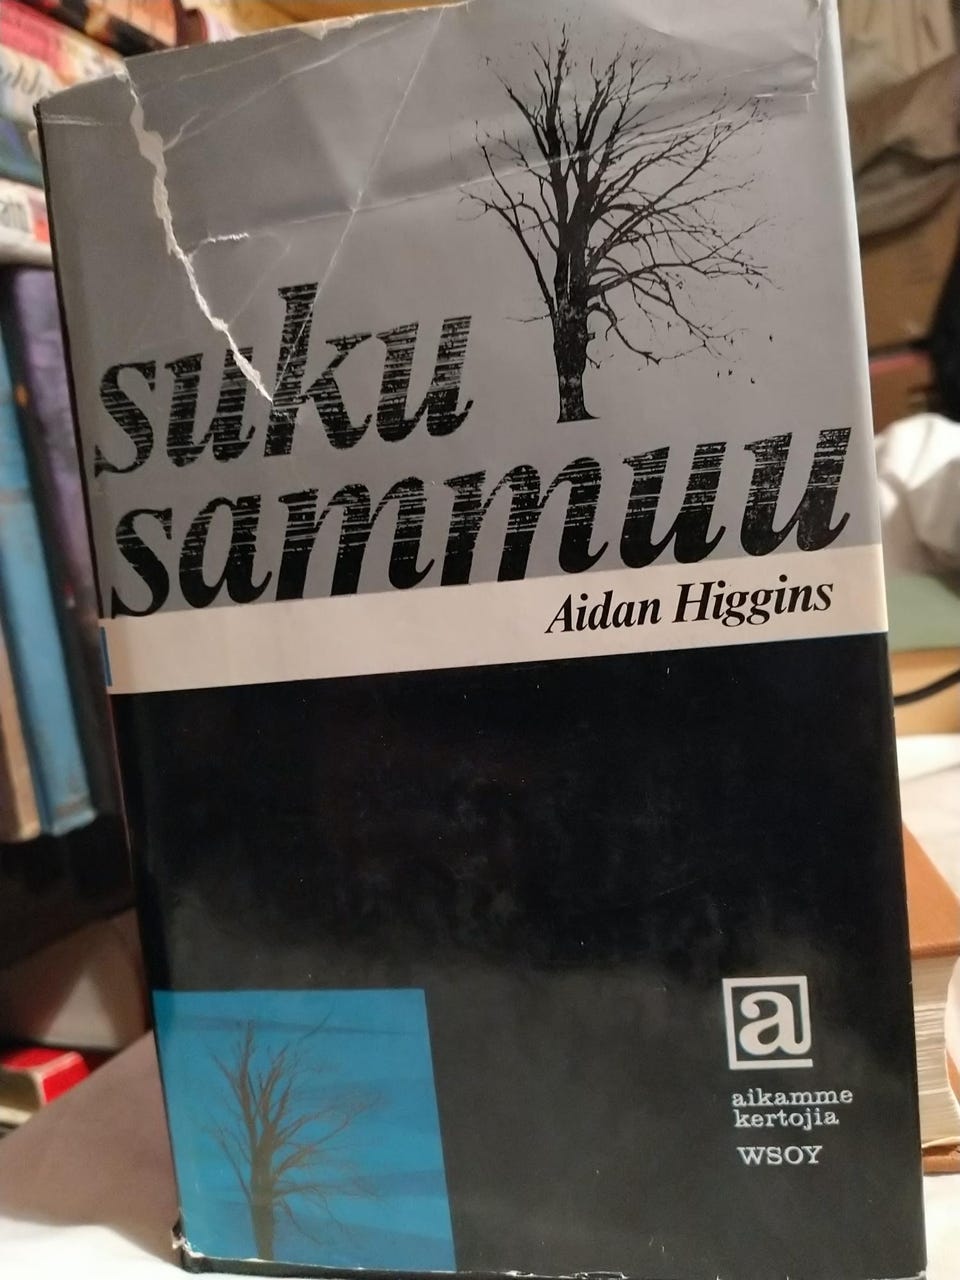 suku
sammuu
Aidan Higgins
a
aikamme
kertojia
WSOY